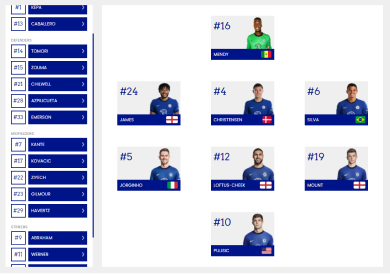 #1 KEPA
#13 CABALLERO
DEFENDERS
#14 TOMORI
#15 ZOUMA
#21 CHILWELL
#28 AZPILICUETA
#33 EMERSON
MIDFIELDERS
#7 KANTE
#17 KOVACIC
#22 ZIYECH
#23 GILMOUR
#29 HAVERTZ
STRIKERS
#9 ABRAHAM
#11 WERNER
#16
MENDY
#24
JAMES
#4
CHRISTENSEN
#6
SILVA
#5
JORGINHO
#12
LOFTUS-CHEEK
#19
MOUNT
#10
PULISIC